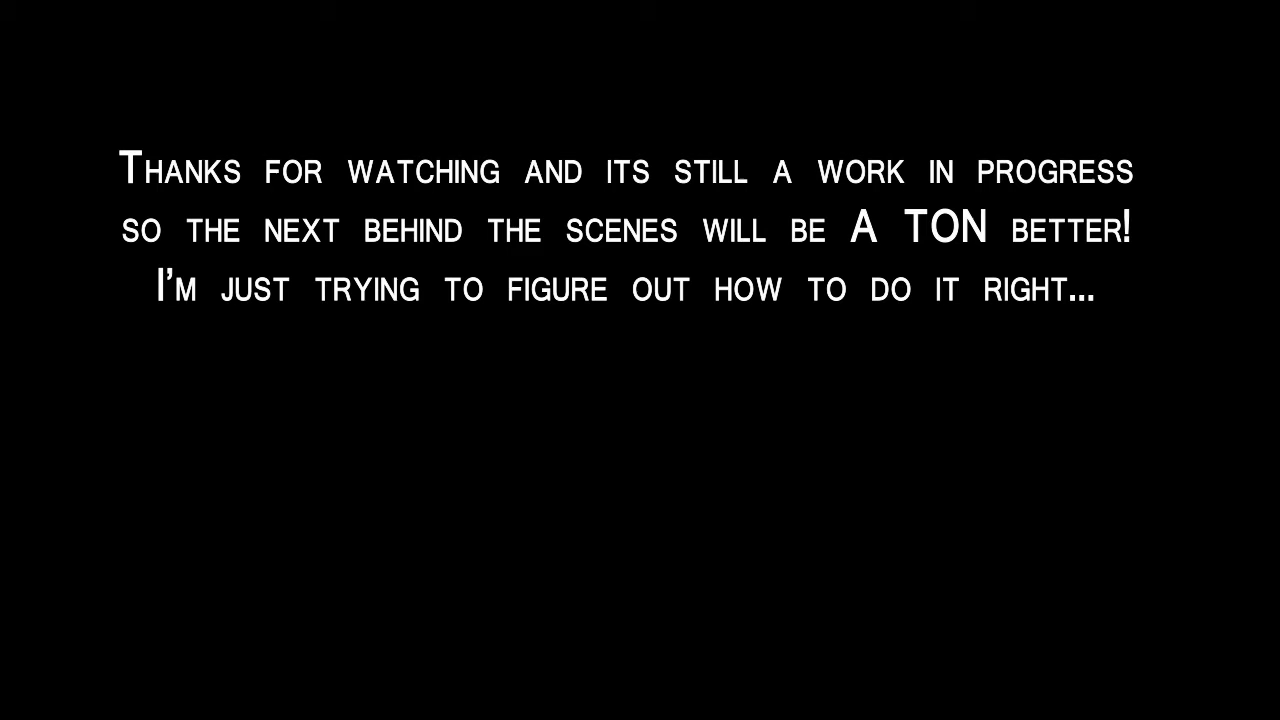 Thanks for watching and its still a work in progress
so the next behind the scenes will be A TON better!
I'm just trying to figure out how to do it right...